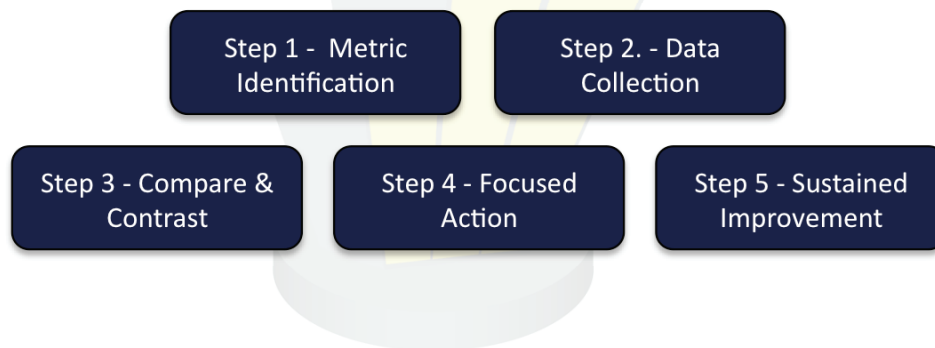 Step 1 - Metric
Identification
Step 2. - Data
Collection
Step 3 - Compare &
Contrast
Step 4 - Focused
Action
Step 5 - Sustained
Improvement